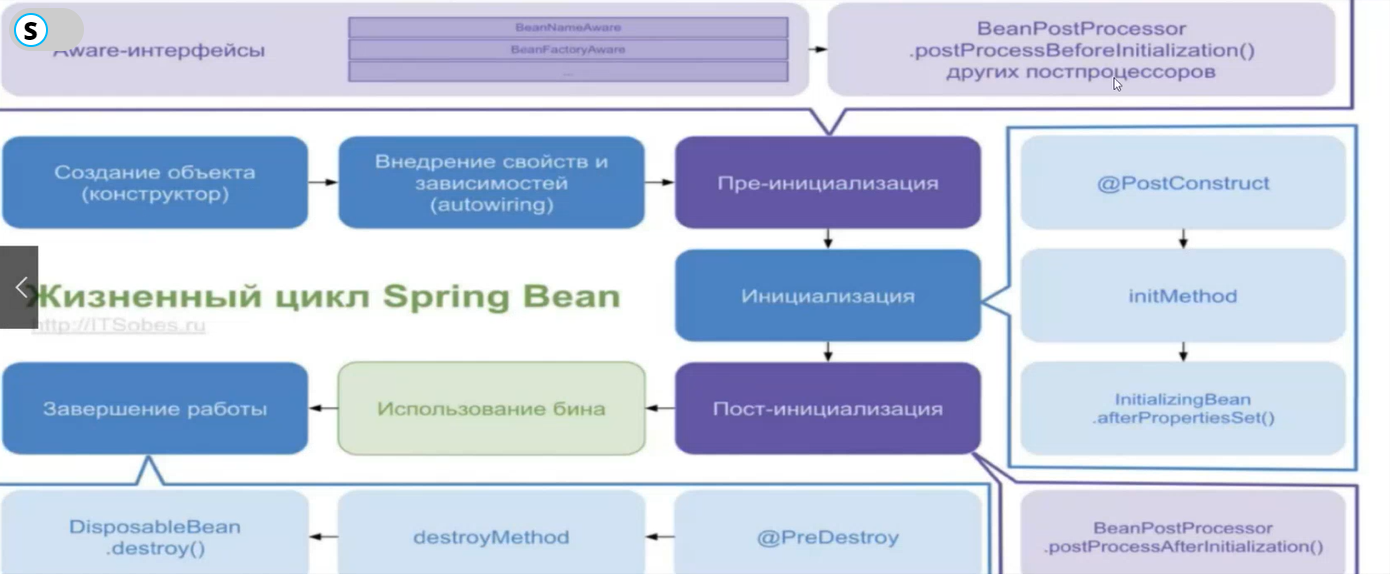 S
Aware-интерфейсы
BeanNameAware
BeanFactoryAware
...
BeanPostProcessor
.postProcessBeforeInitialization()
других постпроцессоров
Создание объекта
(конструктор)
Внедрение свойств и
зависимостей
(autowiring)
Пре-инициализация
@PostConstruct
Жизненный цикл Spring Bean
http://ITSobes.ru
Инициализация
initMethod
Завершение работы
Использование бина
Пост-инициализация
InitializingBean
.afterPropertiesSet()
DisposableBean
.destroy()
destroyMethod
@PreDestroy
BeanPostProcessor
.postProcessAfterInitialization()